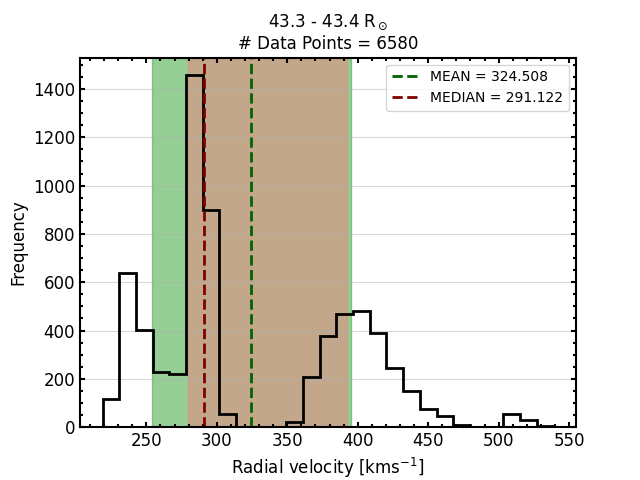 43.3 - 43.4 R⊙
# Data Points = 6580
MEAN = 324.508
MEDIAN = 291.122
Frequency
1400
1200
1000
800
600
400
200
0
250 300 350 400 450 500 550
Radial velocity [kms⁻¹]